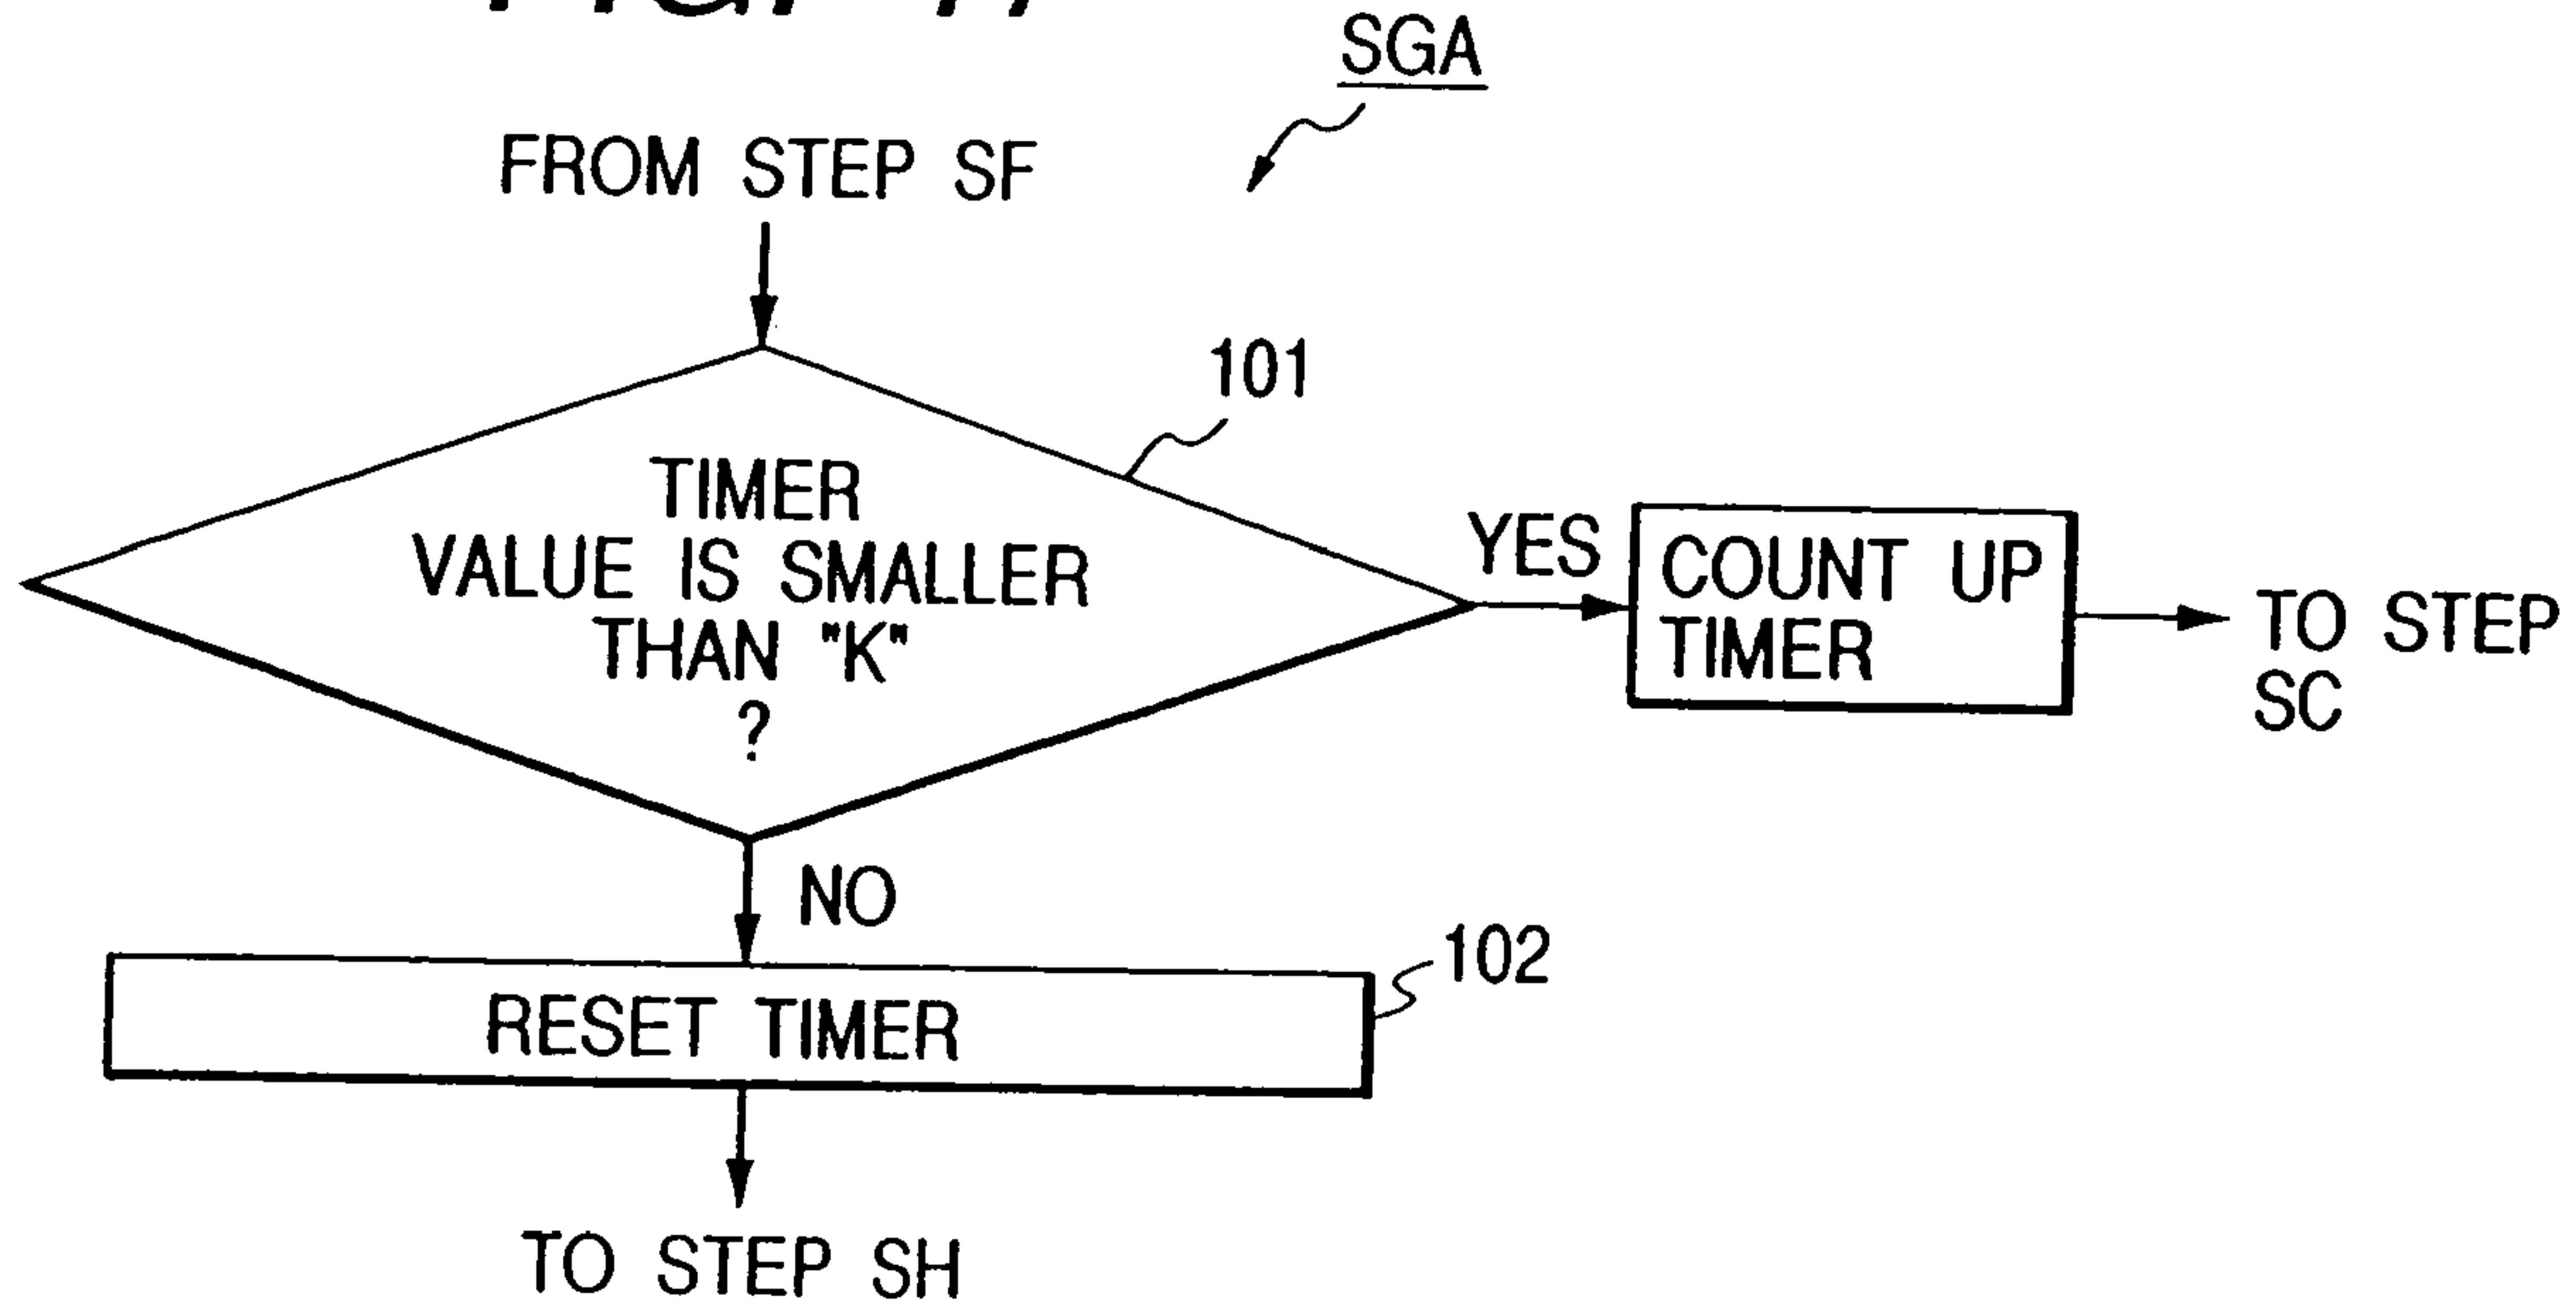 SGA
FROM STEP SF
101
TIMER
VALUE IS SMALLER
THAN "K"
?
YES
COUNT UP
TIMER
TO STEP
SC
NO
RESET TIMER
102
TO STEP SH